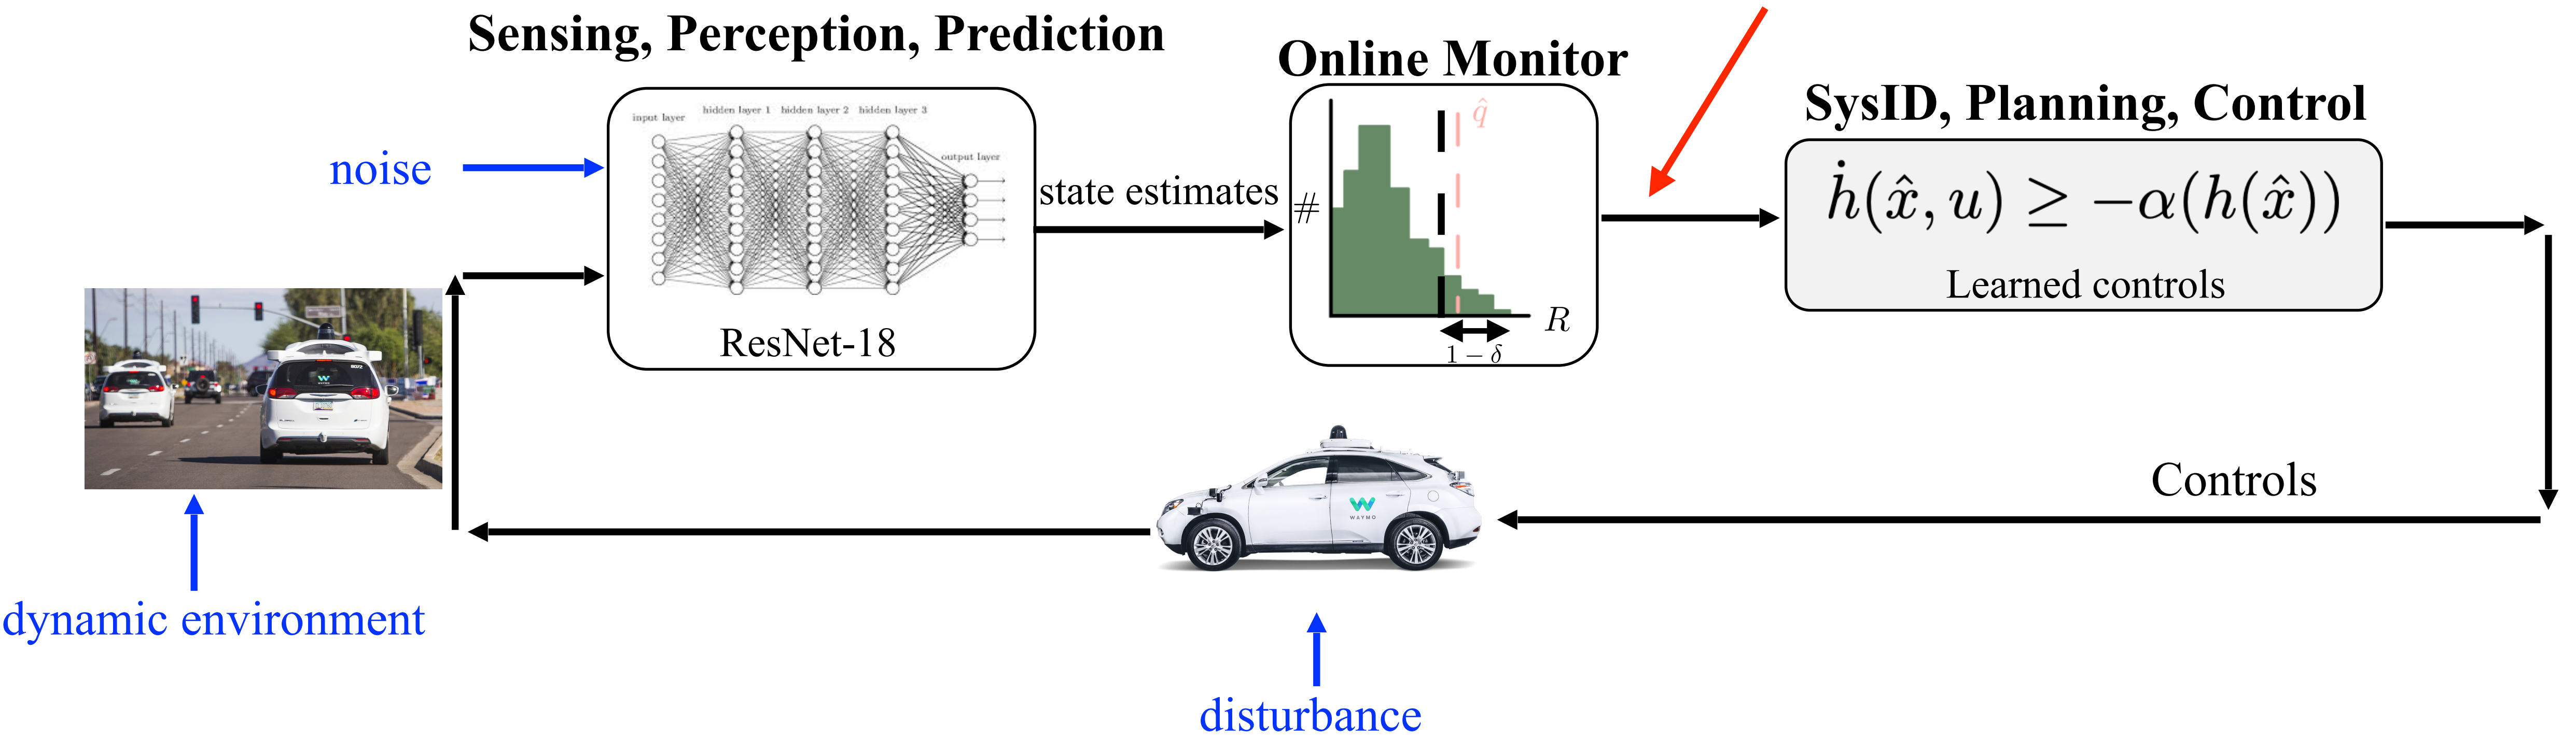 Sensing, Perception, Prediction
Online Monitor
SysID, Planning, Control
noise
input layer
hidden layer 1
hidden layer 2
hidden layer 3
output layer
ResNet-18
state estimates
#
q̂
R
1 − δ
ḣ(x̂, u) ≥ −α(h(x̂))
Learned controls
Controls
WAYMO
dynamic environment
disturbance